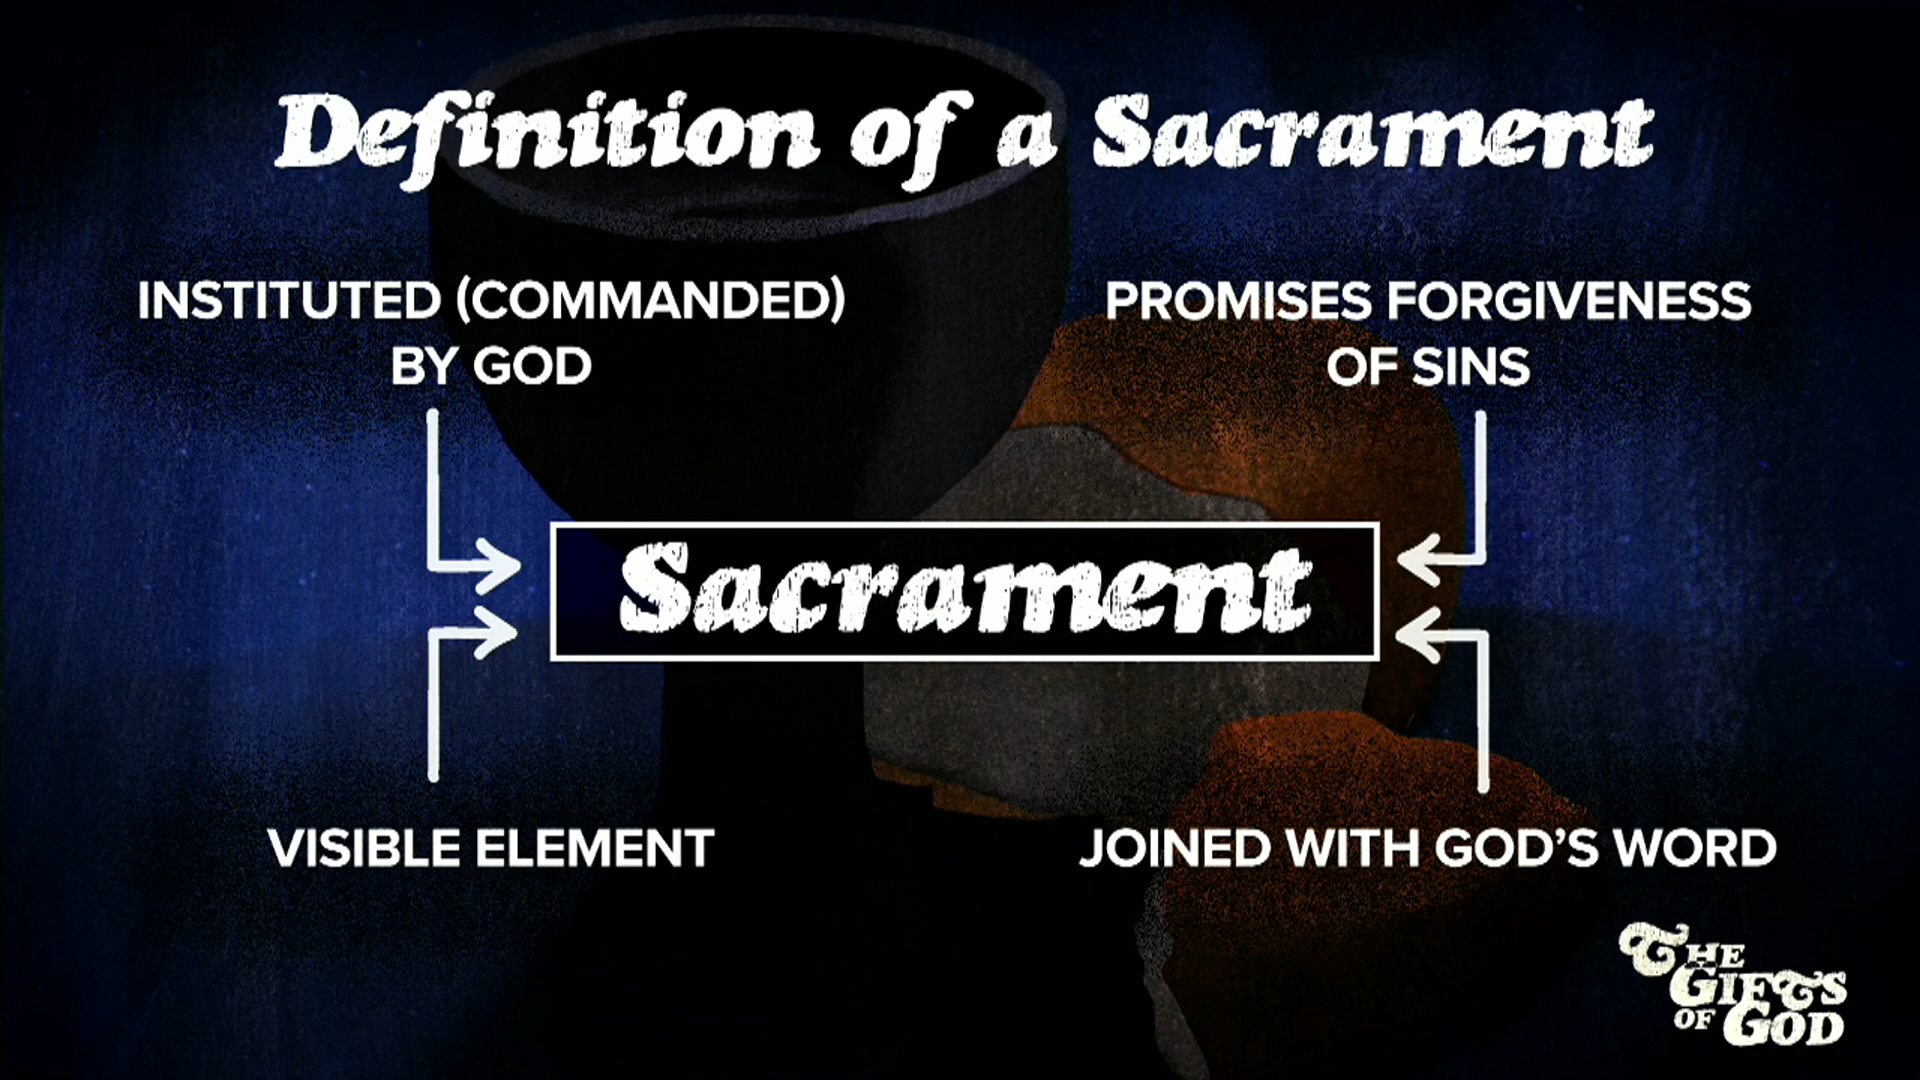 Definition of a Sacrament
INSTITUTED (COMMANDED)
BY GOD
PROMISES FORGIVENESS
OF SINS
Sacrament
VISIBLE ELEMENT
JOINED WITH GOD’S WORD
THE
GIFTS
OF GOD